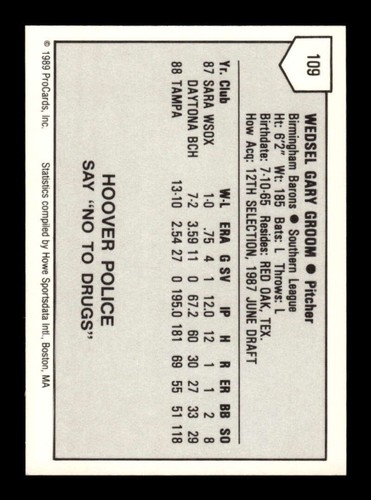 109
WEDSEL GARY GROOM ● Pitcher
Birmingham Barons ● Southern League
Ht: 6'2" Wt: 185 Bats: L Throws: L
Birthdate: 7-10-65 Resides: RED OAK, TEX.
How Acq: 12TH SELECTION, 1987 JUNE DRAFT
Yr. Club W-L ERA G SV IP H R ER BB SO
87 SARA WSOX 1-0 .75 4 1 12.0 12 1 1 2 8
DAYTONA BCH 7-2 3.59 11 0 67.2 60 30 27 33 29
88 TAMPA 13-10 2.54 27 0 195.0 181 69 55 51 118
HOOVER POLICE
SAY "NO TO DRUGS"
© 1989 ProCards, Inc. Statistics compiled by Howe Sportsdata Intl., Boston, MA